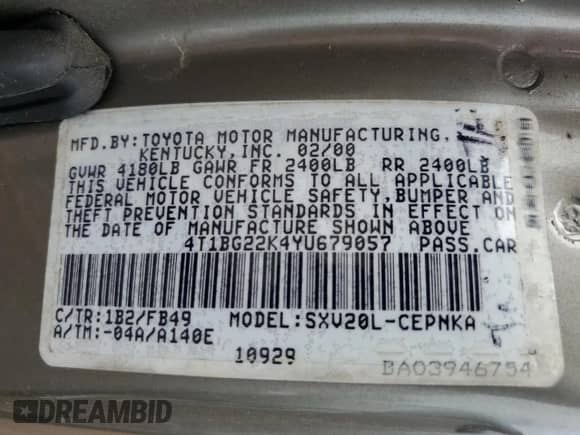 MFD.BY:TOYOTA MOTOR MANUFACTURING,
KENTUCKY,INC. 02/00
GVWR 4180LB GAWR FR 2400LB RR 2400LB
THIS VEHICLE CONFORMS TO ALL APPLICABLE
FEDERAL MOTOR VEHICLE SAFETY,BUMPER AND
THEFT PREVENTION STANDARDS IN EFFECT ON
THE DATE OF MANUFACTURE SHOWN ABOVE
4T1BG22K4YU679057 PASS.CAR
C/TR:1B2/FB49 MODEL:SXV20L-CEPNKA
A/TM:-04A/A140E
10929
BA03946754
DREAMBID